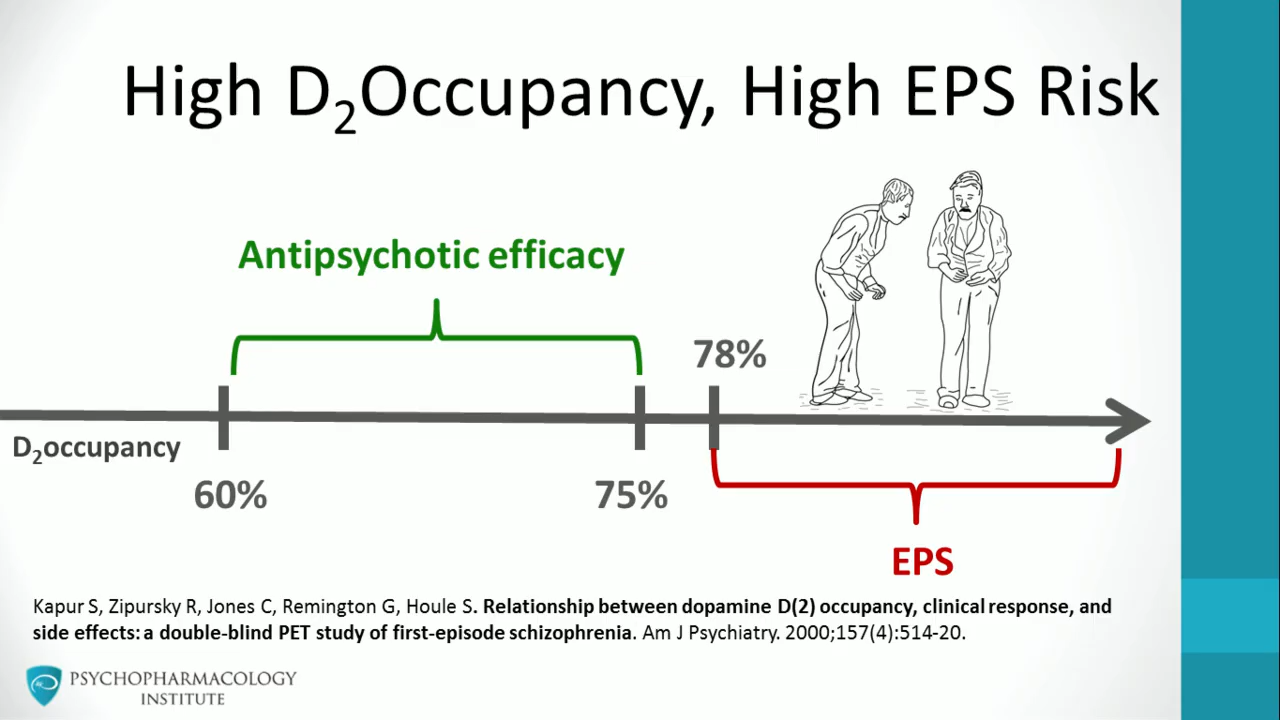 High D₂Occupancy, High EPS Risk
Antipsychotic efficacy
78%
D₂occupancy
60%
75%
EPS
Kapur S, Zipursky R, Jones C, Remington G, Houle S. Relationship between dopamine D(2) occupancy, clinical response, and
side effects: a double-blind PET study of first-episode schizophrenia. Am J Psychiatry. 2000;157(4):514-20.
PSYCHOPHARMACOLOGY
INSTITUTE